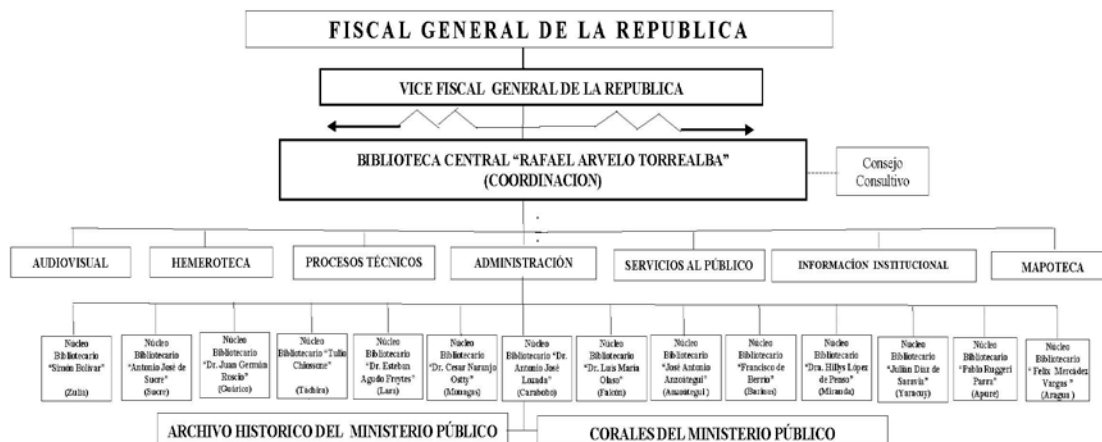 FISCAL GENERAL DE LA REPUBLICA
VICE FISCAL GENERAL DE LA REPUBLICA
BIBLIOTECA CENTRAL “RAFAEL ARVELO TORREALBA”
(COORDINACION)
Consejo
Consultivo
AUDIOVISUAL
HEMEROTECA
PROCESOS TÉCNICOS
ADMINISTRACIÓN
SERVICIOS AL PÚBLICO
INFORMACÍON INSTITUCIONAL
MAPOTECA
Núcleo
Bibliotecario
“Simón Bolívar”
(Zulia)
Núcleo
Bibliotecario
“Antonio José de
Sucre”
(Sucre)
Núcleo
Bibliotecario
“Dr. Juan Germán
Roscio”
(Guárico)
Núcleo
Bibliotecario “Tulio
Chiossone”
(Táchira)
Núcleo
Bibliotecario
“Dr. Esteban
Agudo Freytes”
(Lara)
Núcleo
Bibliotecario
“Dr. Cesar Naranjo
Ostty”
(Monagas)
Núcleo
Bibliotecario “Dr.
Antonio José
Lozada”
(Carabobo)
Núcleo
Bibliotecario
“Dr. Luis María
Olaso”
(Falcón)
Núcleo
Bibliotecario
“José Antonio
Anzoátegui”
(Anzoátegui)
Núcleo
Bibliotecario
“Francisco de
Berrío”
(Barinas)
Núcleo
Bibliotecario
“Dra. Hillys López
de Penso”
(Miranda)
Núcleo
Bibliotecario
“Julián Díaz de
Saravia”
(Yaracuy)
Núcleo
Bibliotecario
“Pablo Ruggeri
Parra”
(Apure)
Núcleo
Bibliotecario
“Felix Mercádez
Vargas”
(Aragua)
ARCHIVO HISTORICO DEL MINISTERIO PÚBLICO
CORALES DEL MINISTERIO PÚBLICO